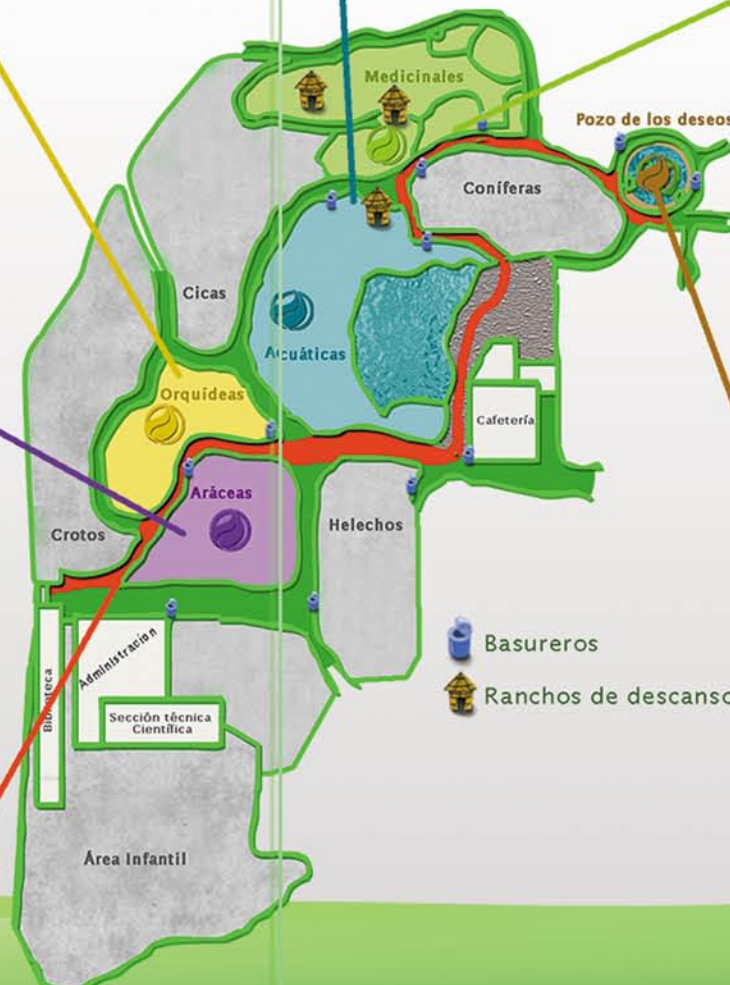 Medicinales
Pozo de los deseos
Coníferas
Cicas
Acuáticas
Orquídeas
Cafetería
Aráceas
Helechos
Crotos
Administracion
Biblioteca
Sección técnica
Científica
Basureros
Ranchos de descanso
Área Infantil